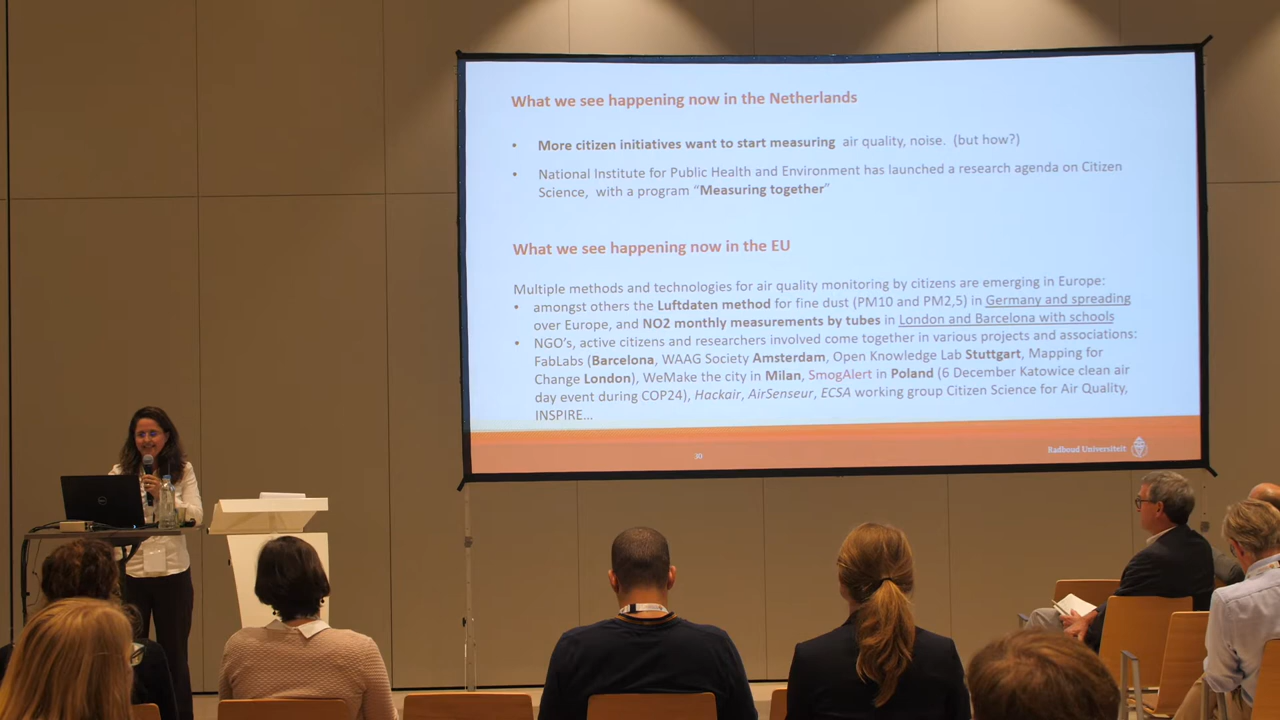 What we see happening now in the Netherlands
• More citizen initiatives want to start measuring air quality, noise. (but how?)
• National Institute for Public Health and Environment has launched a research agenda on Citizen
Science, with a program “Measuring together”
What we see happening now in the EU
Multiple methods and technologies for air quality monitoring by citizens are emerging in Europe:
• amongst others the Luftdaten method for fine dust (PM10 and PM2,5) in Germany and spreading
over Europe, and NO2 monthly measurements by tubes in London and Barcelona with schools
• NGO's, active citizens and researchers involved come together in various projects and associations:
FabLabs (Barcelona, WAAG Society Amsterdam, Open Knowledge Lab Stuttgart, Mapping for
Change London), WeMake the city in Milan, SmogAlert in Poland (6 December Katowice clean air
day event during COP24), Hackair, AirSenseur, ECSA working group Citizen Science for Air Quality,
INSPIRE...
30
Radboud Universiteit